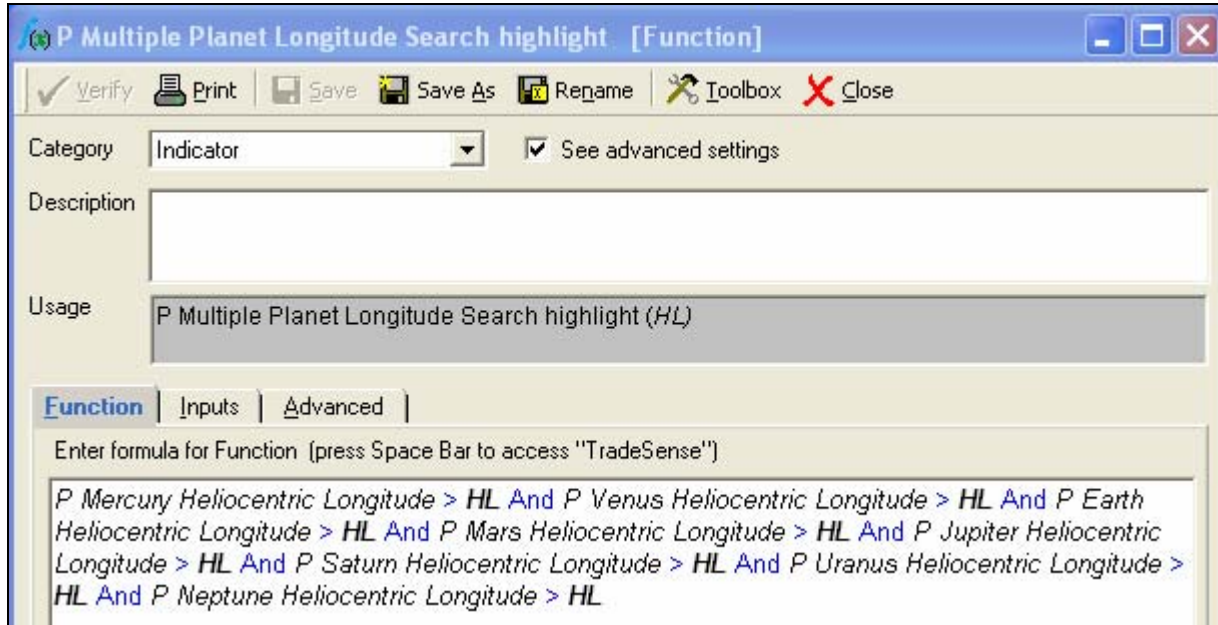 P Multiple Planet Longitude Search highlight [Function]
Verify Print Save Save As Rename Toolbox Close
Category Indicator See advanced settings
Description
Usage P Multiple Planet Longitude Search highlight (HL)
Function Inputs Advanced
Enter formula for Function (press Space Bar to access "TradeSense")
P Mercury Heliocentric Longitude > HL And P Venus Heliocentric Longitude > HL And P Earth
Heliocentric Longitude > HL And P Mars Heliocentric Longitude > HL And P Jupiter Heliocentric
Longitude > HL And P Saturn Heliocentric Longitude > HL And P Uranus Heliocentric Longitude >
HL And P Neptune Heliocentric Longitude > HL